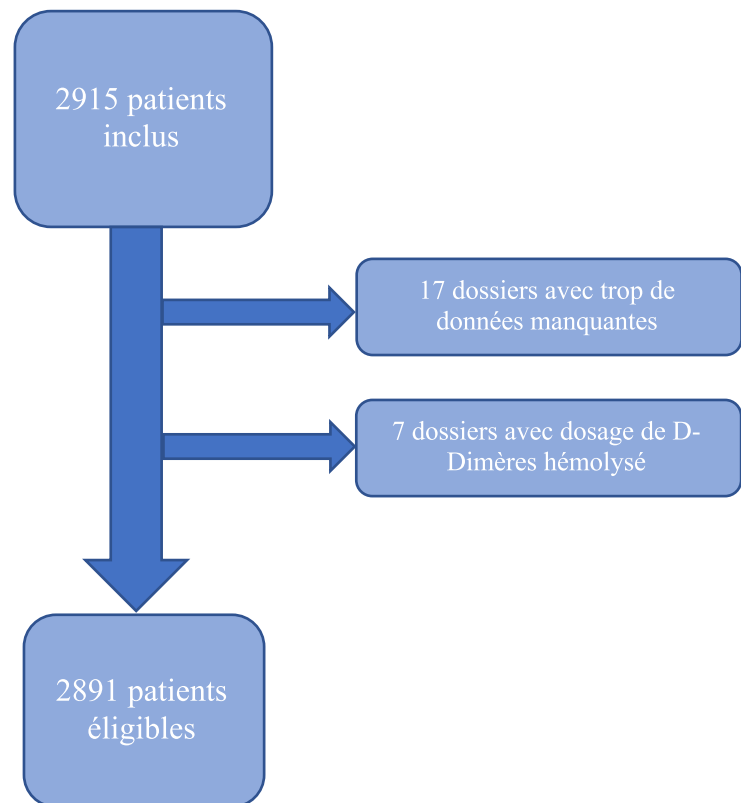 2915 patients
inclus
17 dossiers avec trop de
données manquantes
7 dossiers avec dosage de D-
Dimères hémolysé
2891 patients
éligibles